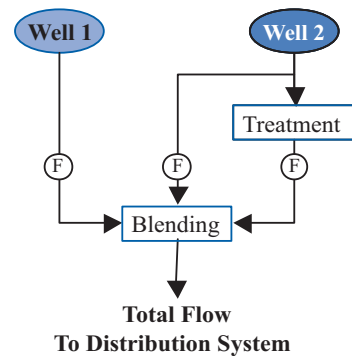 Well 1
Well 2
Treatment
F
F
F
Blending
Total Flow
To Distribution System